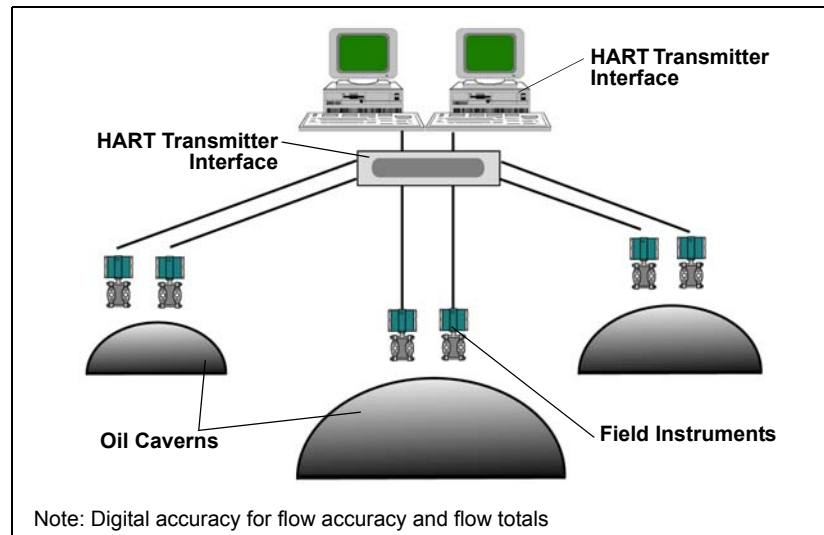 HART Transmitter
Interface
HART Transmitter
Interface
Oil Caverns
Field Instruments
Note: Digital accuracy for flow accuracy and flow totals